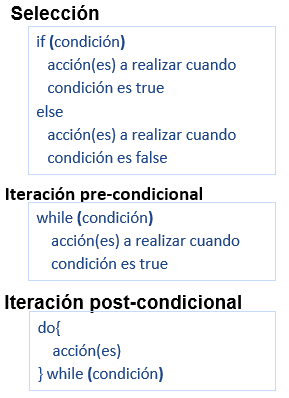 Selección
if (condición)
acción(es) a realizar cuando
condición es true
else
acción(es) a realizar cuando
condición es false
Iteración pre-condicional
while (condición)
acción(es) a realizar cuando
condición es true
Iteración post-condicional
do{
acción(es)
} while (condición)